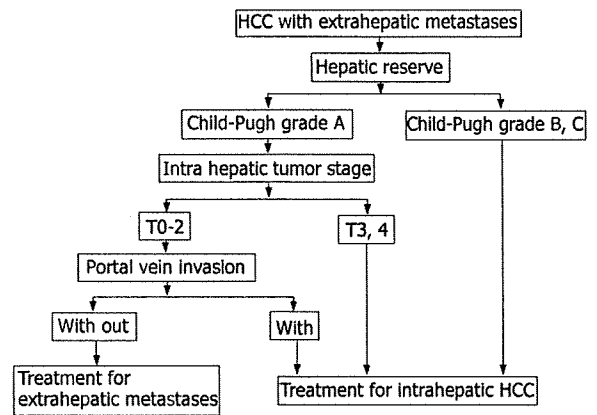 HCC with extrahepatic metastases
Hepatic reserve
Child-Pugh grade A
Child-Pugh grade B, C
Intra hepatic tumor stage
T0-2
T3, 4
Portal vein invasion
With out
With
Treatment for
extrahepatic metastases
Treatment for intrahepatic HCC